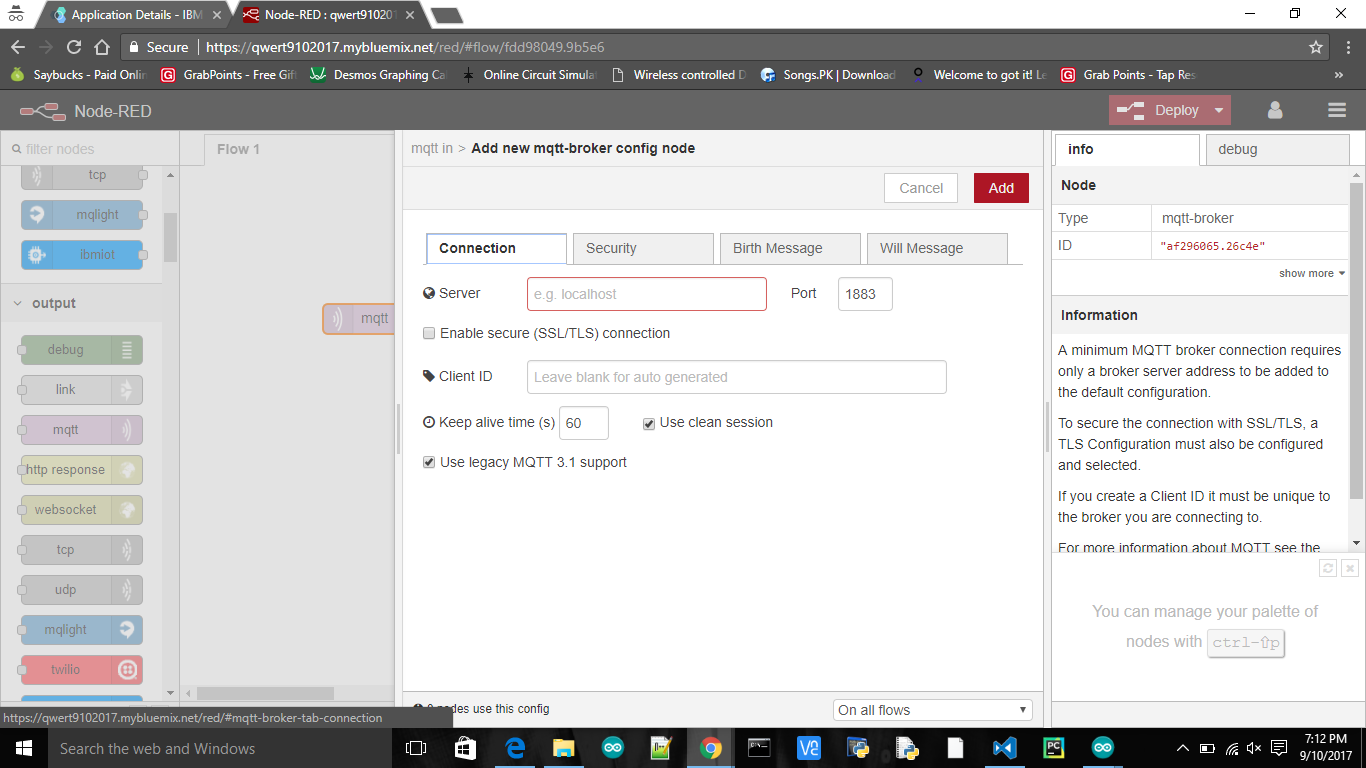 Application Details - IBM
Node-RED : qwert91020
Secure
https://qwert9102017.mybluemix.net/red/#flow/fdd98049.9b5e6
Saybucks - Paid Onlin
GrabPoints - Free Gif
Desmos Graphing Ca
Online Circuit Simulat
Wireless controlled D
Songs.PK | Download
Welcome to got it! Le
Grab Points - Tap Res
»
Node-RED
Deploy
filter nodes
Flow 1
tcp
mqlight
ibmiot
output
debug
link
mqtt
http response
websocket
tcp
udp
mqlight
twilio
mqtt
mqtt in > Add new mqtt-broker config node
Cancel
Add
Connection
Security
Birth Message
Will Message
Server
e.g. localhost
Port
1883
Enable secure (SSL/TLS) connection
Client ID
Leave blank for auto generated
Keep alive time (s)
60
Use clean session
Use legacy MQTT 3.1 support
nodes use this config
On all flows
info
debug
Node
Type
mqtt-broker
ID
"af296065.26c4e"
show more
Information
A minimum MQTT broker connection requires
only a broker server address to be added to
the default configuration.
To secure the connection with SSL/TLS, a
TLS Configuration must also be configured
and selected.
If you create a Client ID it must be unique to
the broker you are connecting to.
For more information about MQTT see the
You can manage your palette of
nodes with ctrl-⇧p
https://qwert9102017.mybluemix.net/red/#mqtt-broker-tab-connection
Search the web and Windows
7:12 PM
9/10/2017